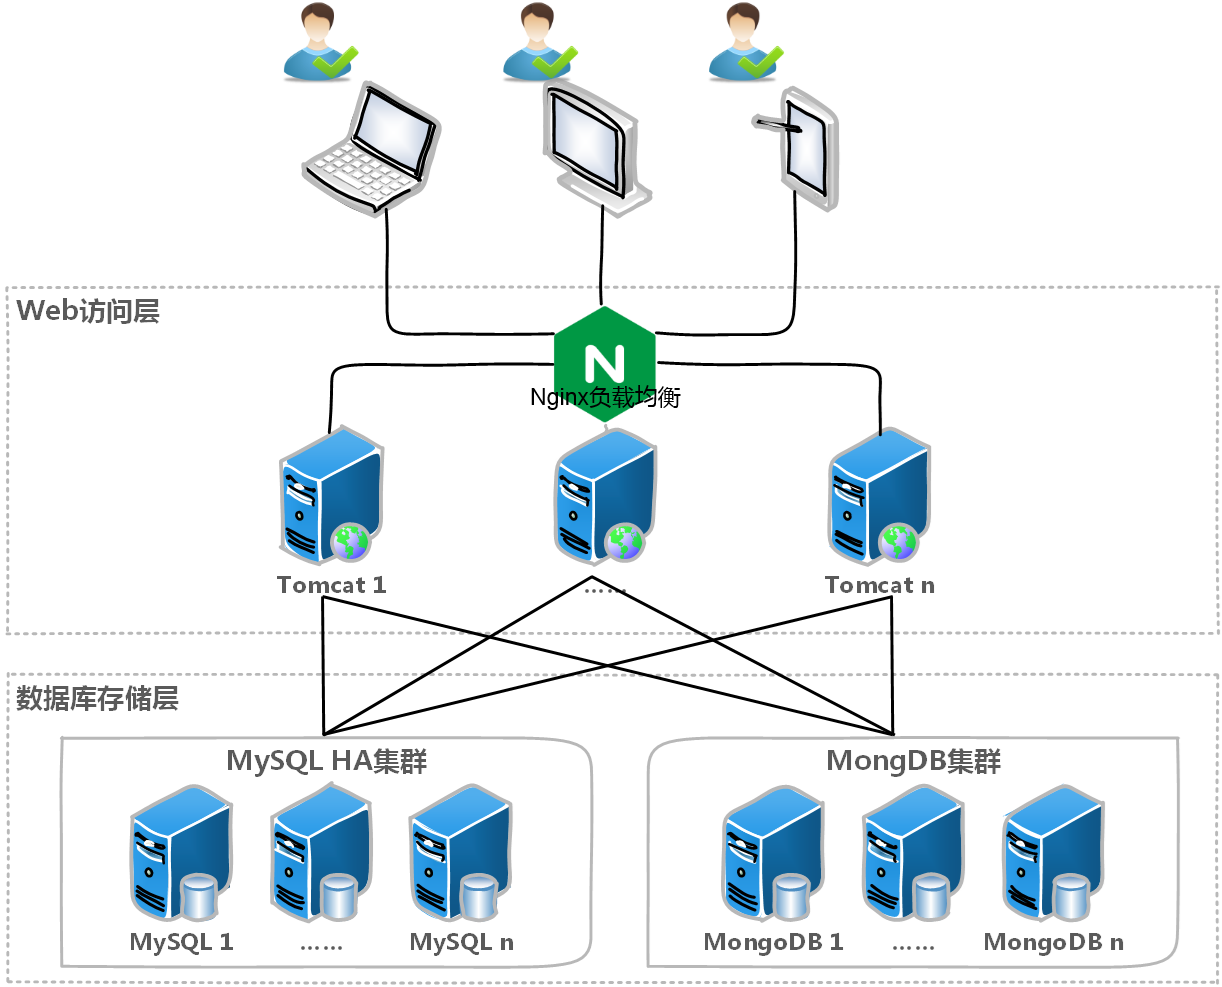 Web访问层
N
Nginx负载均衡
Tomcat 1
......
Tomcat n
数据库存储层
MySQL HA集群
MongDB集群
MySQL 1
......
MySQL n
MongoDB 1
......
MongoDB n